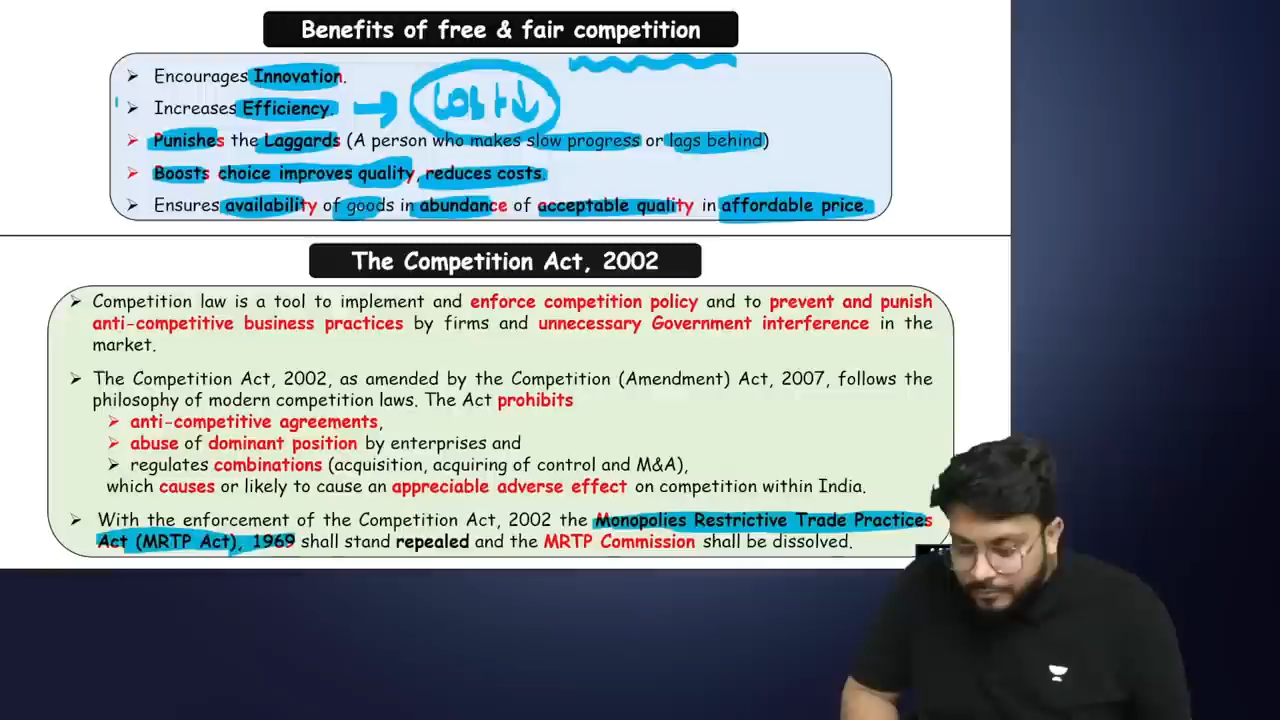 Benefits of free & fair competition
➢ Encourages Innovation.
➢ Increases Efficiency.
➢ Punishes the Laggards (A person who makes slow progress or lags behind)
➢ Boosts choice improves quality, reduces costs.
➢ Ensures availability of goods in abundance of acceptable quality in affordable price.
The Competition Act, 2002
➢ Competition law is a tool to implement and enforce competition policy and to prevent and punish
anti-competitive business practices by firms and unnecessary Government interference in the
market.
➢ The Competition Act, 2002, as amended by the Competition (Amendment) Act, 2007, follows the
philosophy of modern competition laws. The Act prohibits
➢ anti-competitive agreements,
➢ abuse of dominant position by enterprises and
➢ regulates combinations (acquisition, acquiring of control and M&A),
which causes or likely to cause an appreciable adverse effect on competition within India.
➢ With the enforcement of the Competition Act, 2002 the Monopolies Restrictive Trade Practices
Act (MRTP Act), 1969 shall stand repealed and the MRTP Commission shall be dissolved.